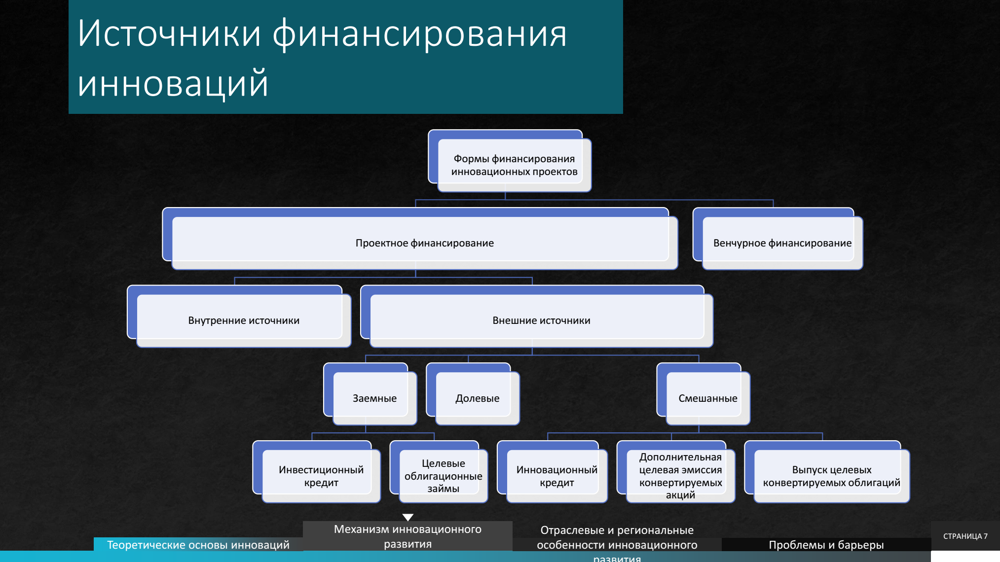 Источники финансирования
инноваций
Формы финансирования
инновационных проектов
Проектное финансирование
Венчурное финансирование
Внутренние источники
Внешние источники
Заемные
Долевые
Смешанные
Инвестиционный
кредит
Целевые
облигационные
займы
Инновационный
кредит
Дополнительная
целевая эмиссия
конвертируемых
акций
Выпуск целевых
конвертируемых облигаций
Теоретические основы инноваций
Механизм инновационного
развития
Отраслевые и региональные
особенности инновационного
развития
Проблемы и барьеры
СТРАНИЦА 7